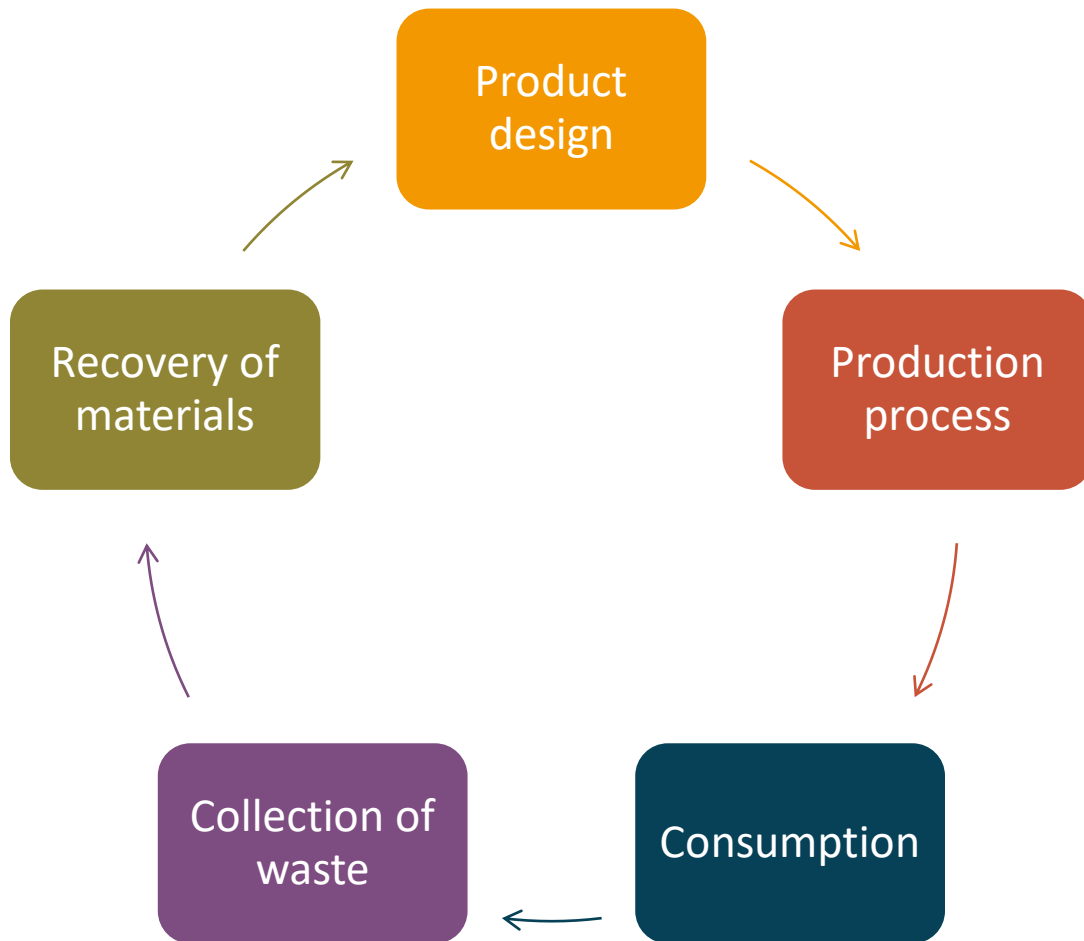 Product
design
Production
process
Consumption
Collection of
waste
Recovery of
materials